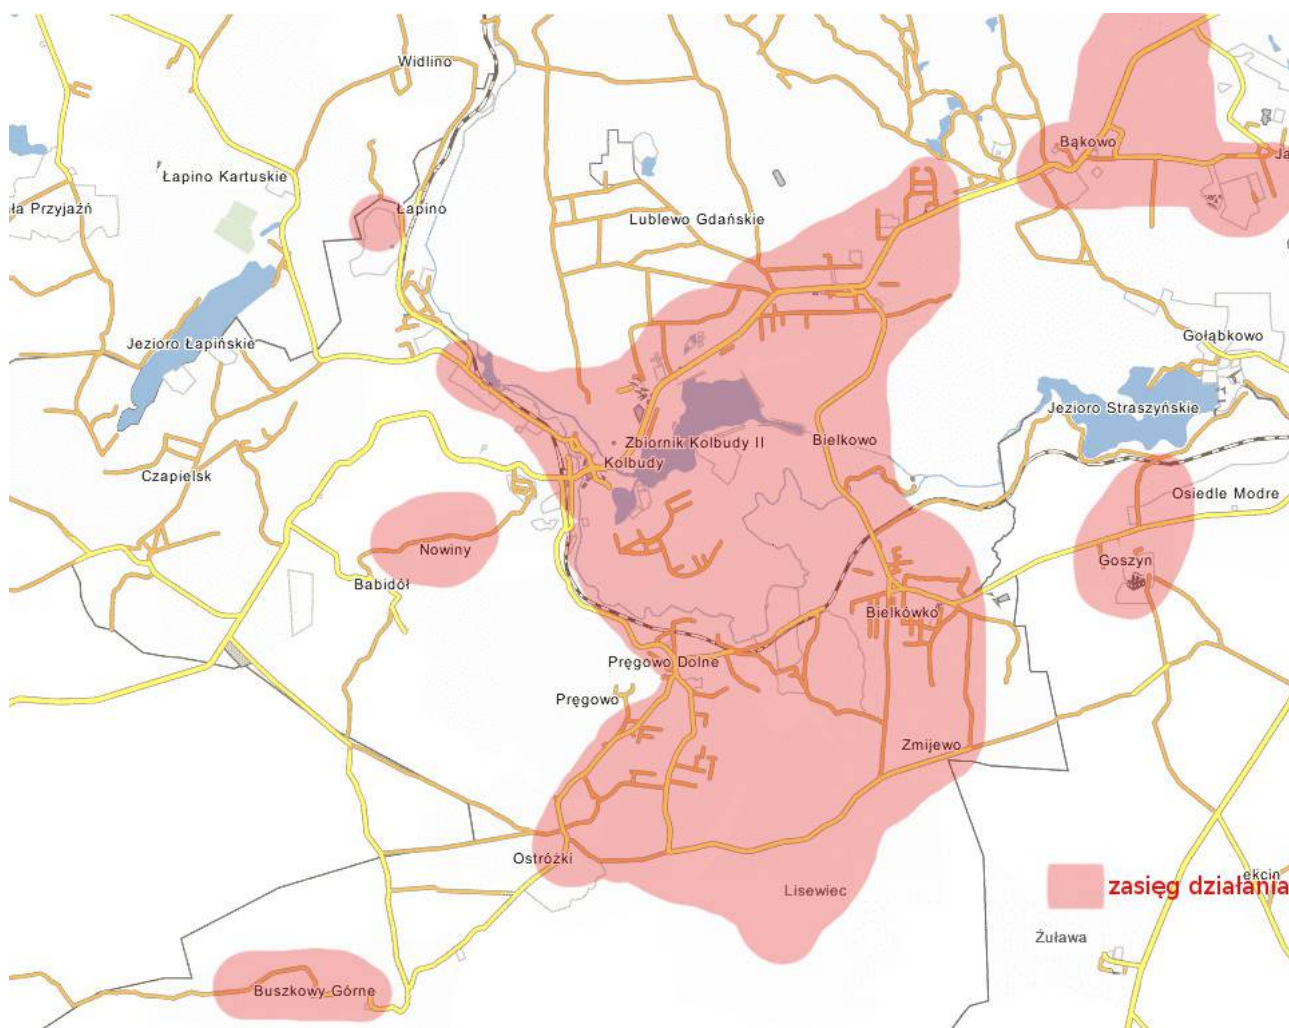 Widlino
Bąkowo
Ja
Łapino Kartuskie
ła Przyjaźń
Łapino
Lublewo Gdańskie
Gołąbkowo
Jezioro Łapińskie
Jezioro Straszyńskie
Zbiornik Kolbudy II
Bielkowo
Kolbudy
Czapielsk
Osiedle Modre
Nowiny
Goszyn
Babidół
Bielkówko
Pręgowo Dolne
Pręgowo
Zmijewo
Ostróżki
ekcin
zasięg działania
Lisewiec
Żuława
Buszkowy Górne